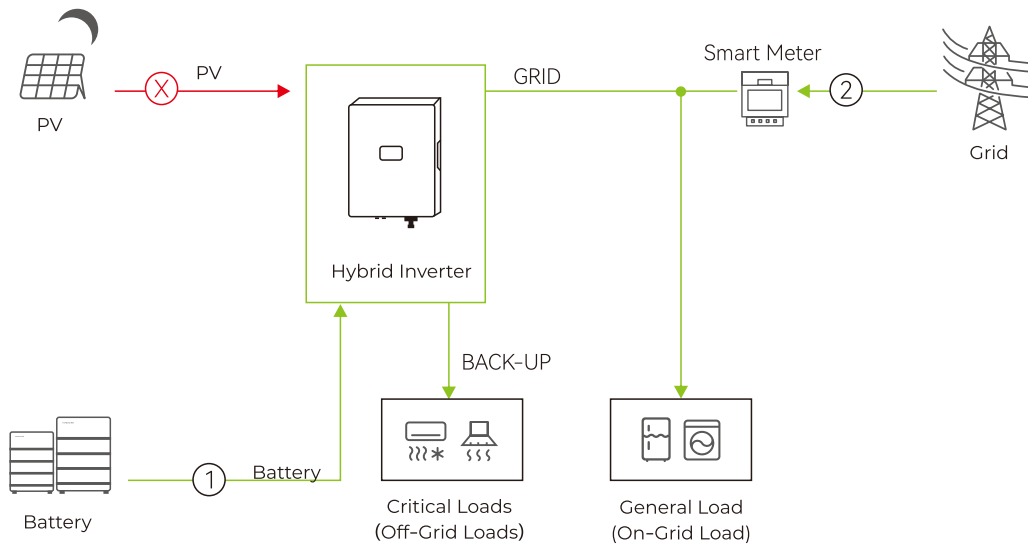 Smart Meter
PV
GRID
X
2
PV
Grid
Hybrid Inverter
BACK-UP
1
Battery
Critical Loads
(Off-Grid Loads)
General Load
(On-Grid Load)
Battery